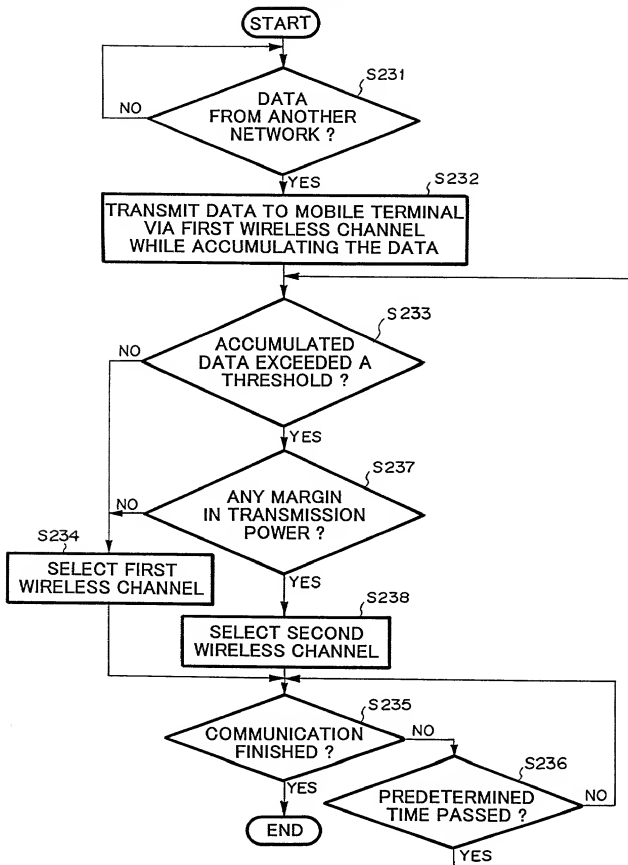 START
S231
DATA
FROM ANOTHER
NETWORK ?
NO
YES
S232
TRANSMIT DATA TO MOBILE TERMINAL
VIA FIRST WIRELESS CHANNEL
WHILE ACCUMULATING THE DATA
S233
ACCUMULATED
DATA EXCEEDED A
THRESHOLD ?
NO
YES
S237
ANY MARGIN
IN TRANSMISSION
POWER ?
NO
YES
S234
SELECT FIRST
WIRELESS CHANNEL
S238
SELECT SECOND
WIRELESS CHANNEL
S235
COMMUNICATION
FINISHED ?
NO
YES
END
S236
PREDETERMINED
TIME PASSED ?
NO
YES